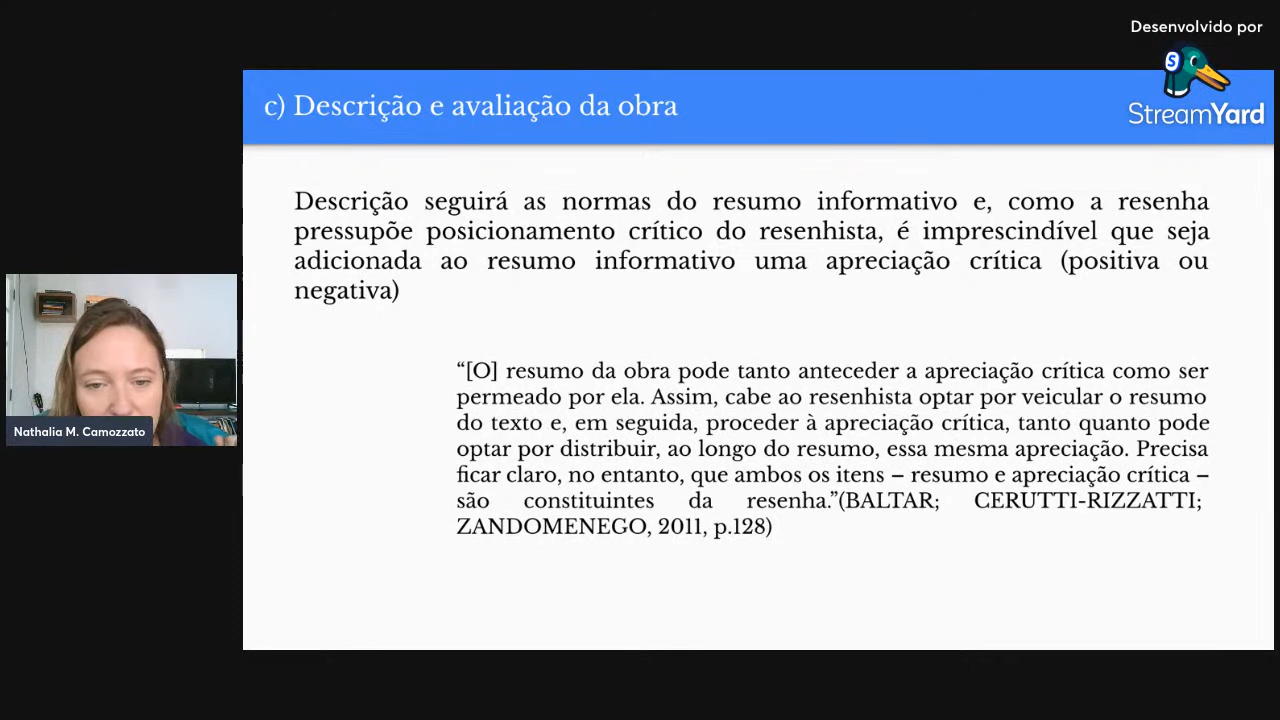 Desenvolvido por
S
StreamYard
c) Descrição e avaliação da obra
Descrição seguirá as normas do resumo informativo e, como a resenha
pressupõe posicionamento crítico do resenhista, é imprescindível que seja
adicionada ao resumo informativo uma apreciação crítica (positiva ou
negativa)
“[O] resumo da obra pode tanto anteceder a apreciação crítica como ser
permeado por ela. Assim, cabe ao resenhista optar por veicular o resumo
do texto e, em seguida, proceder à apreciação crítica, tanto quanto pode
optar por distribuir, ao longo do resumo, essa mesma apreciação. Precisa
ficar claro, no entanto, que ambos os itens – resumo e apreciação crítica –
são constituintes da resenha.”(BALTAR; CERUTTI-RIZZATTI;
ZANDOMENEGO, 2011, p.128)
Nathalia M. Camozzato